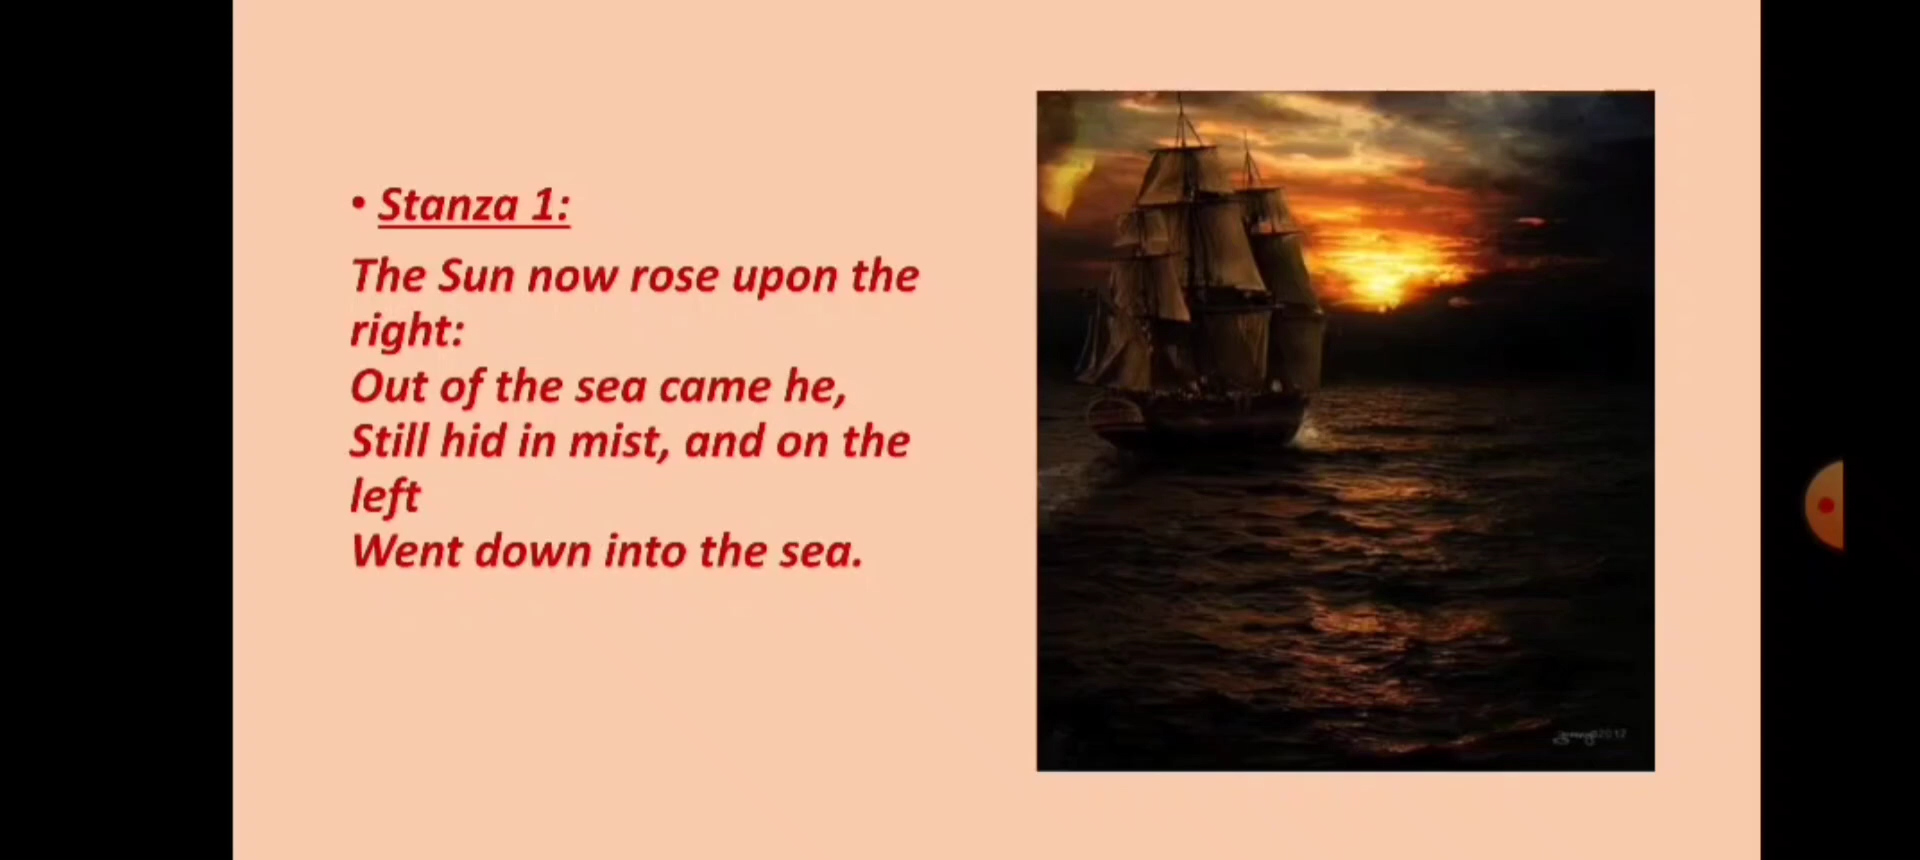 • Stanza 1:
The Sun now rose upon the
right:
Out of the sea came he,
Still hid in mist, and on the
left
Went down into the sea.
2017